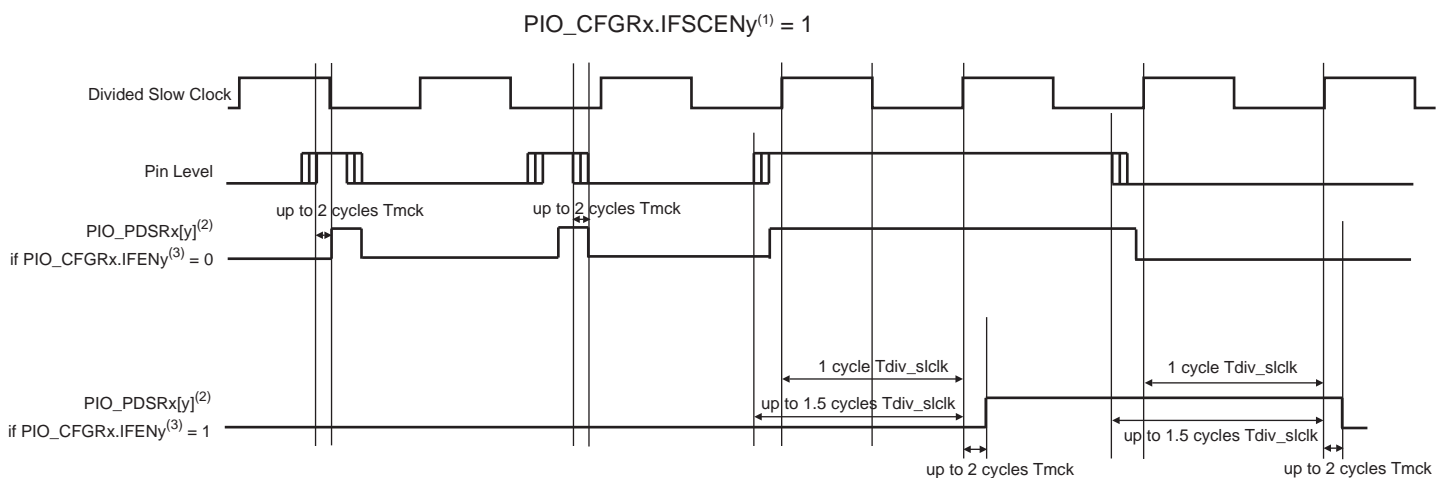 PIO_CFGRx.IFSCENy(1) = 1
Divided Slow Clock
Pin Level
up to 2 cycles Tmck
up to 2 cycles Tmck
PIO_PDSRx[y](2)
if PIO_CFGRx.IFENy(3) = 0
1 cycle Tdiv_slclk
1 cycle Tdiv_slclk
PIO_PDSRx[y](2)
up to 1.5 cycles Tdiv_slclk
if PIO_CFGRx.IFENy(3) = 1
up to 1.5 cycles Tdiv_slclk
up to 2 cycles Tmck
up to 2 cycles Tmck